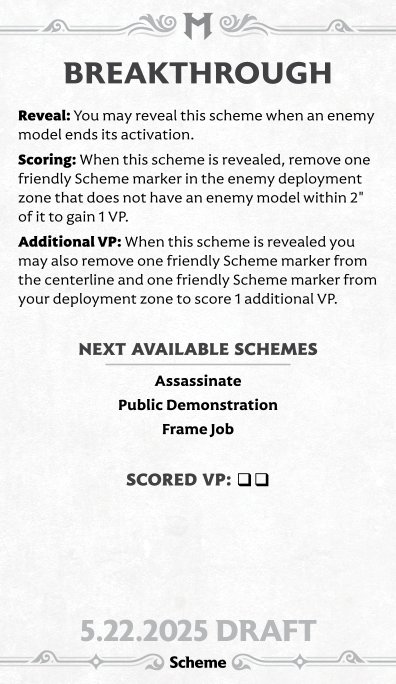 M
BREAKTHROUGH
Reveal: You may reveal this scheme when an enemy
model ends its activation.
Scoring: When this scheme is revealed, remove one
friendly Scheme marker in the enemy deployment
zone that does not have an enemy model within 2"
of it to gain 1 VP.
Additional VP: When this scheme is revealed you
may also remove one friendly Scheme marker from
the centerline and one friendly Scheme marker from
your deployment zone to score 1 additional VP.
NEXT AVAILABLE SCHEMES
Assassinate
Public Demonstration
Frame Job
SCORED VP: ❏❏
5.22.2025 DRAFT
Scheme